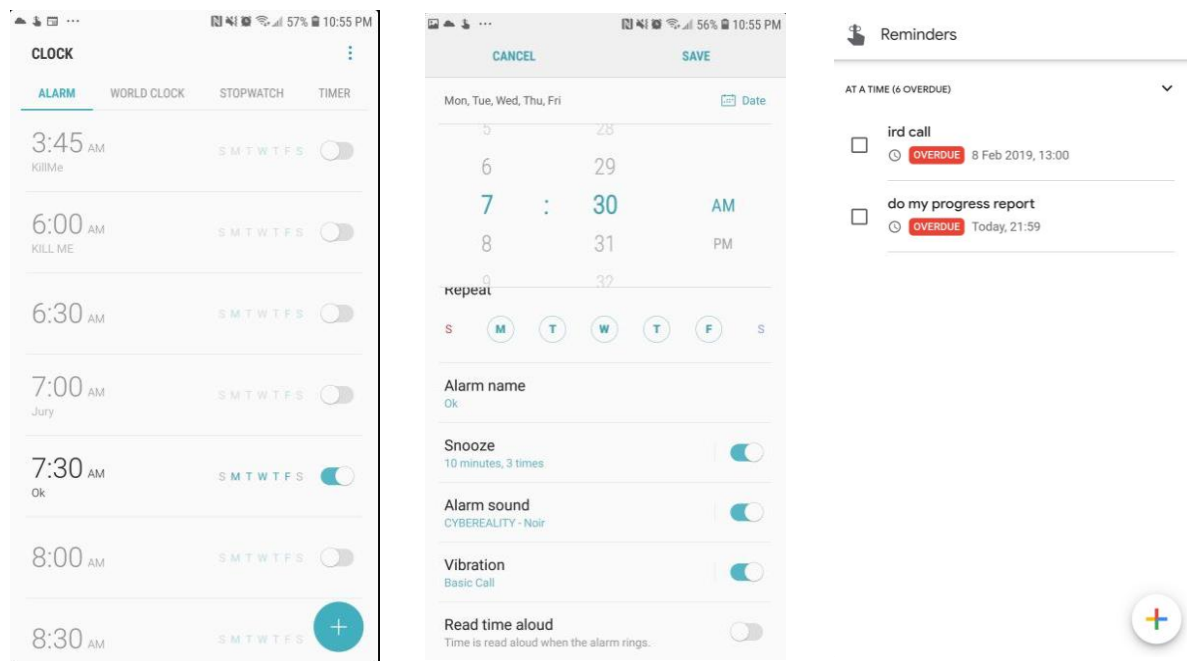 57% 10:55 PM
CLOCK
ALARM WORLD CLOCK STOPWATCH TIMER
3:45 AM S M T W T F S
KillMe
6:00 AM S M T W T F S
KILL ME
6:30 AM S M T W T F S
7:00 AM S M T W T F S
Jury
7:30 AM S M T W T F S
Ok
8:00 AM S M T W T F S
8:30 AM S M T W T F S
56% 10:55 PM
CANCEL SAVE
Mon, Tue, Wed, Thu, Fri Date
5 28
6 29
7 : 30 AM
8 31 PM
9 32
Repeat
S M T W T F S
Alarm name
Ok
Snooze
10 minutes, 3 times
Alarm sound
CYBEREALITY - Noir
Vibration
Basic Call
Read time aloud
Time is read aloud when the alarm rings.
Reminders
AT A TIME (6 OVERDUE)
ird call
OVERDUE 8 Feb 2019, 13:00
do my progress report
OVERDUE Today, 21:59